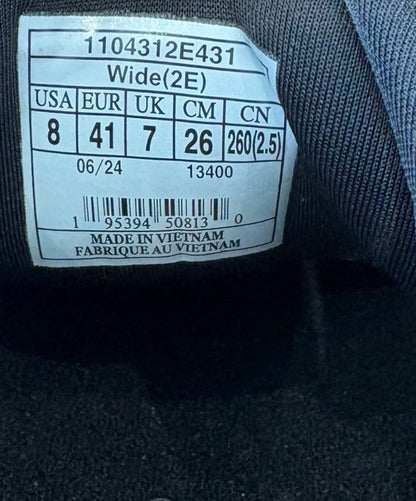 1104312E431
Wide(2E)
USA EUR UK CM CN
8 41 7 26 260(2.5)
06/24 13400
1 95394 50813 0
MADE IN VIETNAM
FABRIQUE AU VIETNAM